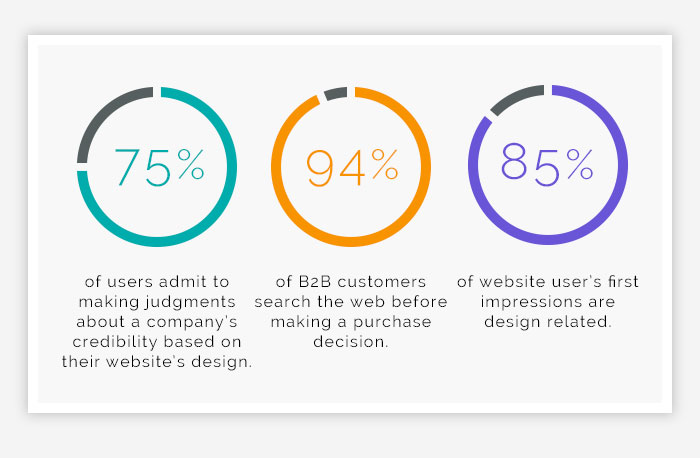 75%
of users admit to
making judgments
about a company's
credibility based on
their website's design.
94%
of B2B customers
search the web before
making a purchase
decision.
85%
of website user's first
impressions are
design related.